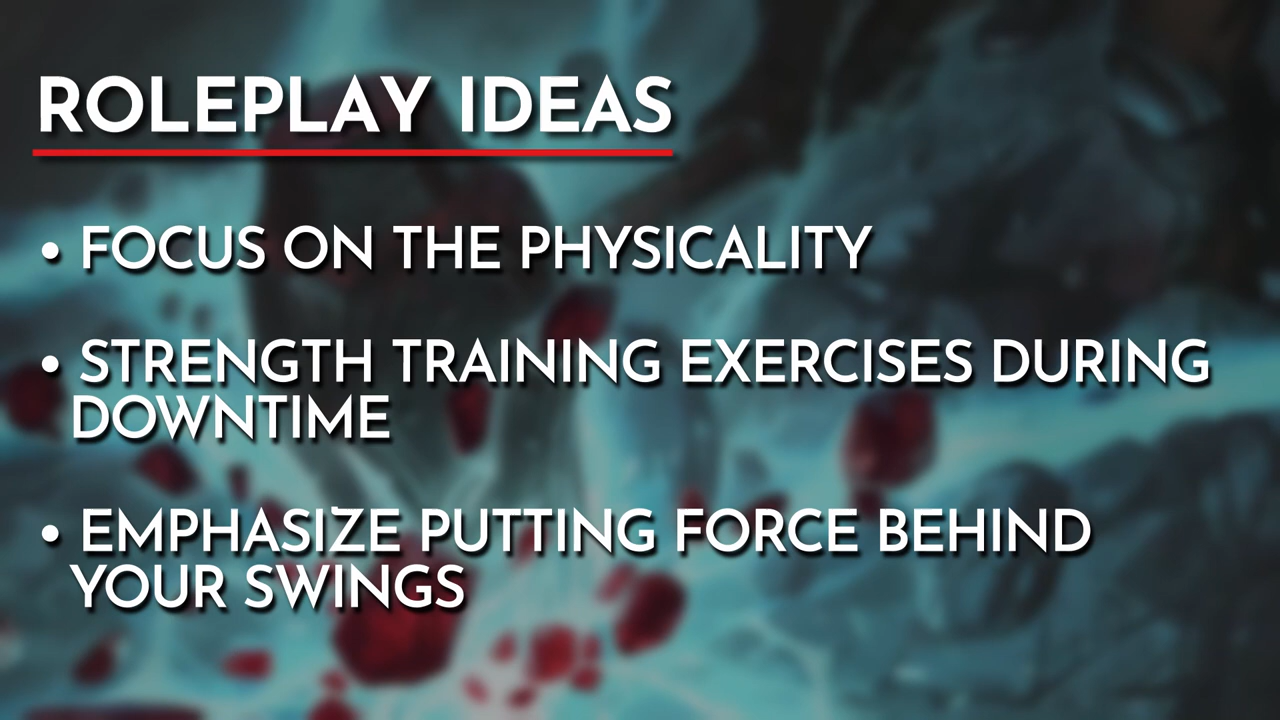 ROLEPLAY IDEAS
• FOCUS ON THE PHYSICALITY
• STRENGTH TRAINING EXERCISES DURING
DOWNTIME
• EMPHASIZE PUTTING FORCE BEHIND
YOUR SWINGS